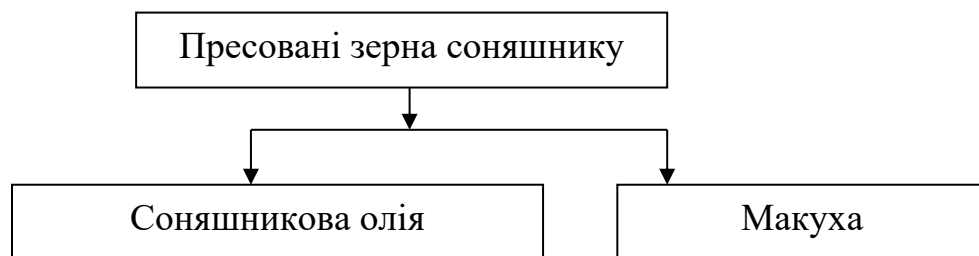 Пресовані зерна соняшнику
Соняшникова олія
Макуха